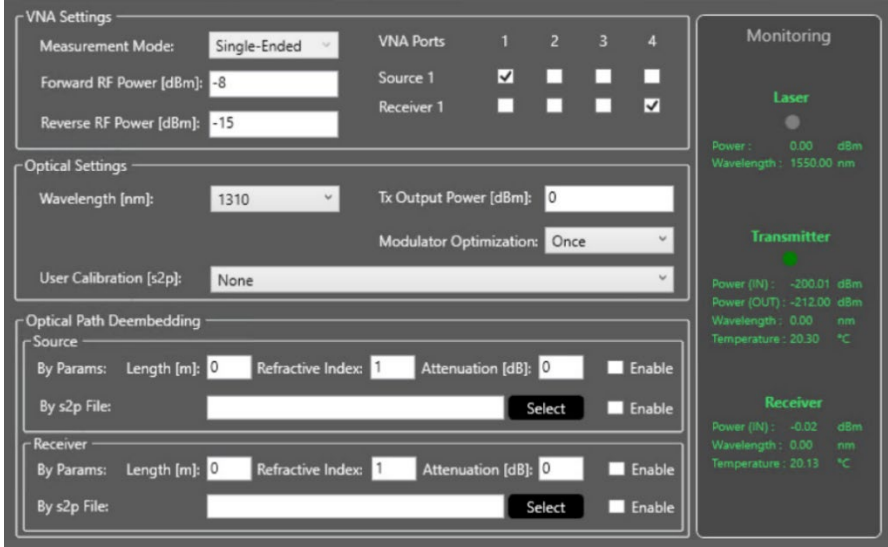 VNA Settings
Measurement Mode: Single-Ended
VNA Ports 1 2 3 4
Forward RF Power [dBm]: -8
Source 1
Reverse RF Power [dBm]: -15
Receiver 1
Optical Settings
Wavelength [nm]: 1310
Tx Output Power [dBm]: 0
Modulator Optimization: Once
User Calibration [s2p]: None
Optical Path Deembedding
Source
By Params: Length [m]: 0 Refractive Index: 1 Attenuation [dB]: 0 Enable
By s2p File: Select Enable
Receiver
By Params: Length [m]: 0 Refractive Index: 1 Attenuation [dB]: 0 Enable
By s2p File: Select Enable
Monitoring
Laser
Power : 0.00 dBm
Wavelength : 1550.00 nm
Transmitter
Power (IN) : -200.01 dBm
Power (OUT) : -212.00 dBm
Wavelength : 0.00 nm
Temperature : 20.30 °C
Receiver
Power (IN) : -0.02 dBm
Wavelength : 0.00 nm
Temperature : 20.13 °C